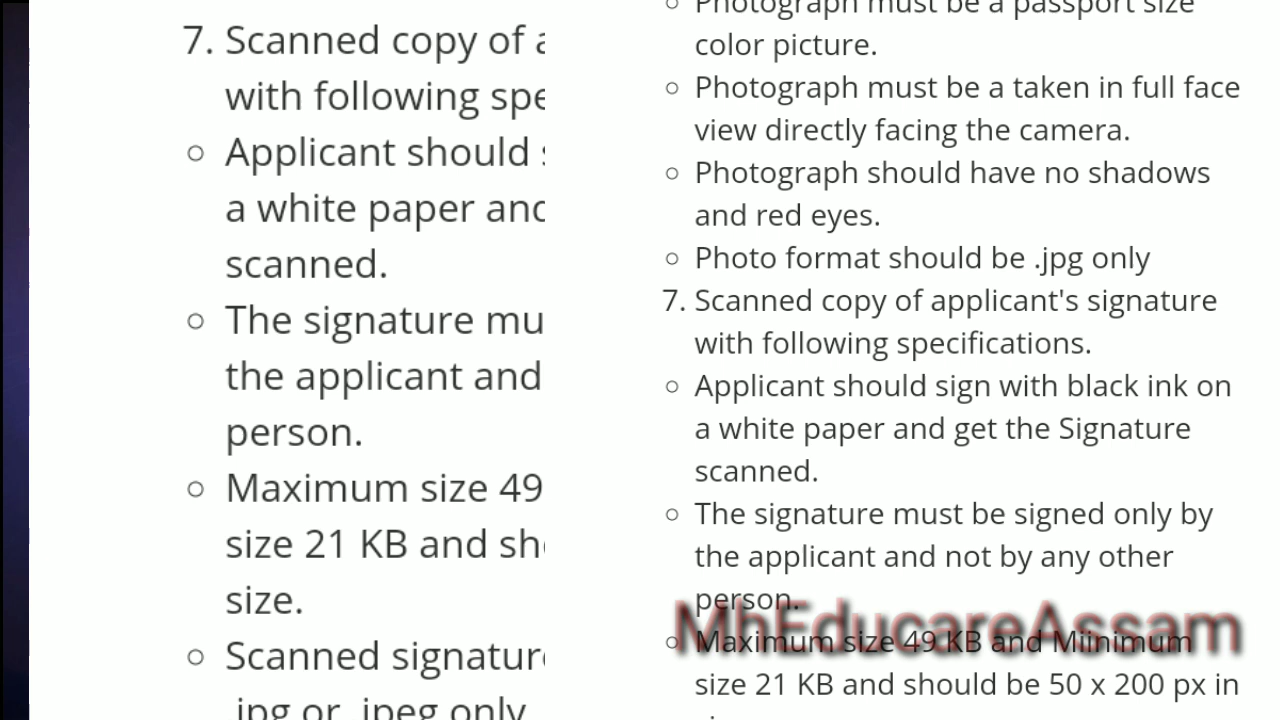 7. Scanned copy of a
with following spe
○ Applicant should
a white paper and
scanned.
○ The signature mu
the applicant and
person.
○ Maximum size 49
size 21 KB and sh
size.
○ Scanned signature
.jpg or .jpeg only
○ Photograph must be a passport size
color picture.
○ Photograph must be a taken in full face
view directly facing the camera.
○ Photograph should have no shadows
and red eyes.
○ Photo format should be .jpg only
7. Scanned copy of applicant's signature
with following specifications.
○ Applicant should sign with black ink on
a white paper and get the Signature
scanned.
○ The signature must be signed only by
the applicant and not by any other
person.
MhEducareAssam
○ Maximum size 49 KB and Miinimum
size 21 KB and should be 50 x 200 px in